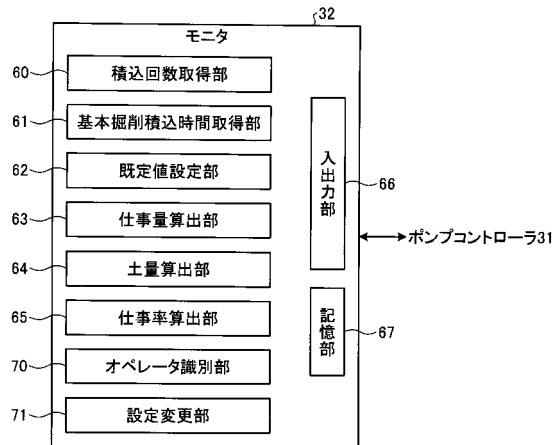 32
モニタ
60 積込回数取得部
61 基本掘削積込時間取得部
62 既定値設定部
63 仕事量算出部
64 土量算出部
65 仕事率算出部
70 オペレータ識別部
71 設定変更部
入出力部 66
ポンプコントローラ31
記憶部 67